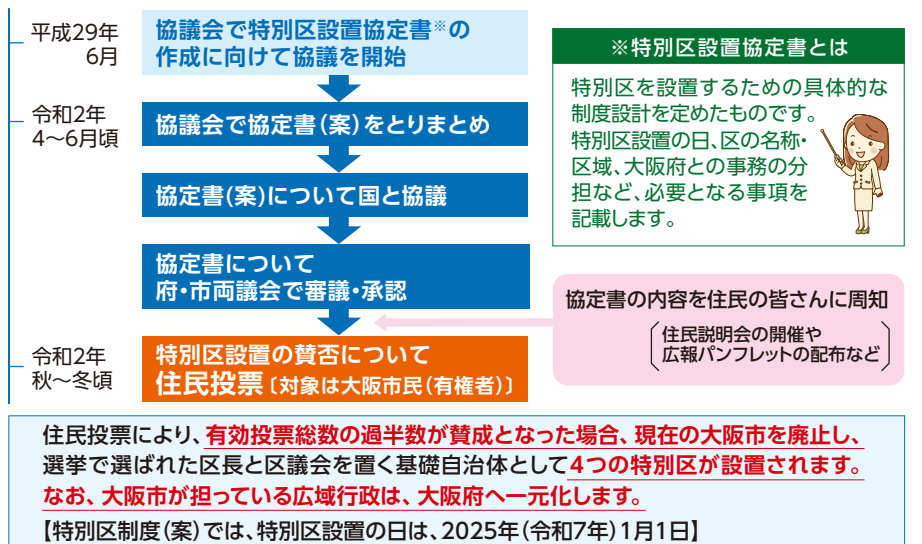 平成29年
6月
協議会で特別区設置協定書※の
作成に向けて協議を開始
令和2年
4〜6月頃
協議会で協定書(案)をとりまとめ
協定書(案)について国と協議
協定書について
府・市両議会で審議・承認
令和2年
秋〜冬頃
特別区設置の賛否について
住民投票〔対象は大阪市民(有権者)〕
※特別区設置協定書とは
特別区を設置するための具体的な
制度設計を定めたものです。
特別区設置の日、区の名称・
区域、大阪府との事務の分
担など、必要となる事項を
記載します。
協定書の内容を住民の皆さんに周知
(住民説明会の開催や
広報パンフレットの配布など)
住民投票により、有効投票総数の過半数が賛成となった場合、現在の大阪市を廃止し、
選挙で選ばれた区長と区議会を置く基礎自治体として4つの特別区が設置されます。
なお、大阪市が担っている広域行政は、大阪府へ一元化します。
【特別区制度(案)では、特別区設置の日は、2025年(令和7年)1月1日】